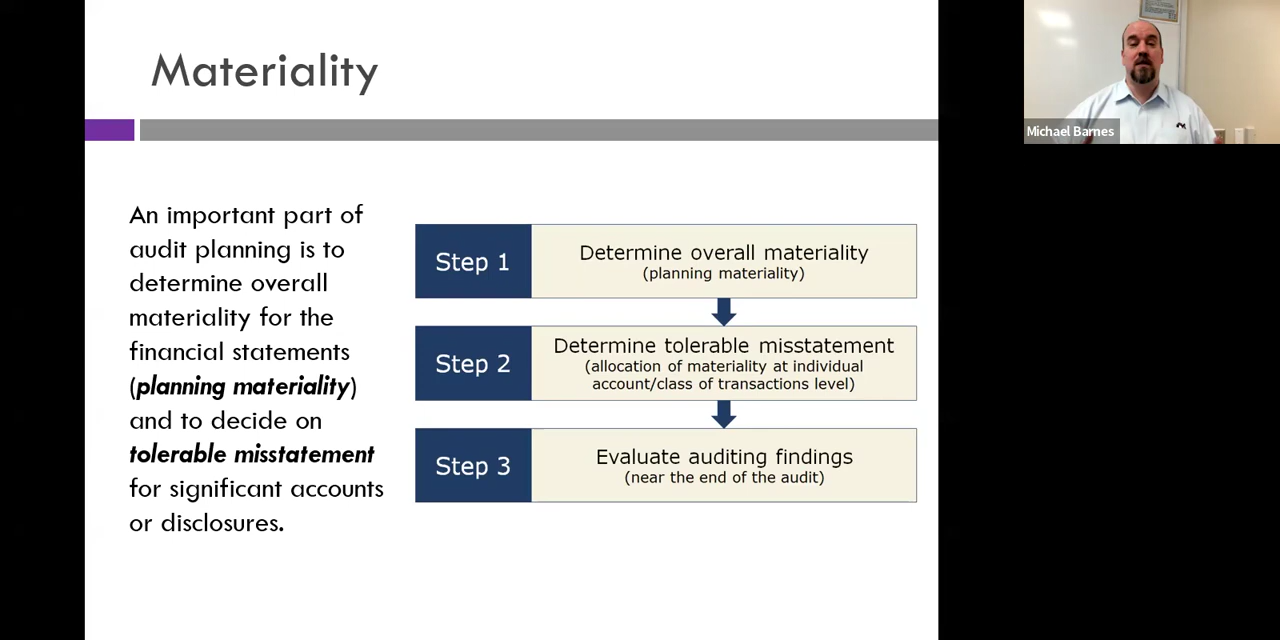 Materiality
An important part of
audit planning is to
determine overall
materiality for the
financial statements
(planning materiality)
and to decide on
tolerable misstatement
for significant accounts
or disclosures.
Step 1
Determine overall materiality
(planning materiality)
Step 2
Determine tolerable misstatement
(allocation of materiality at individual
account/class of transactions level)
Step 3
Evaluate auditing findings
(near the end of the audit)
Michael Barnes